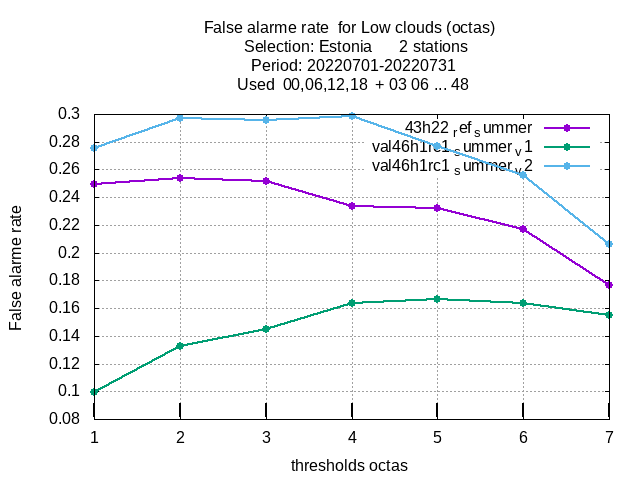 False alarme rate  for Low clouds (octas)
Selection: Estonia      2 stations
Period: 20220701-20220731
Used  00,06,12,18  + 03 06 ... 48
0.3
0.28
0.26
0.24
0.22
0.2
0.18
0.16
0.14
0.12
0.1
0.08
43h22 ref summer
val46h1rc1 summer v1
val46h1rc1 summer v2
False alarme rate
1 2 3 4 5 6 7
thresholds octas